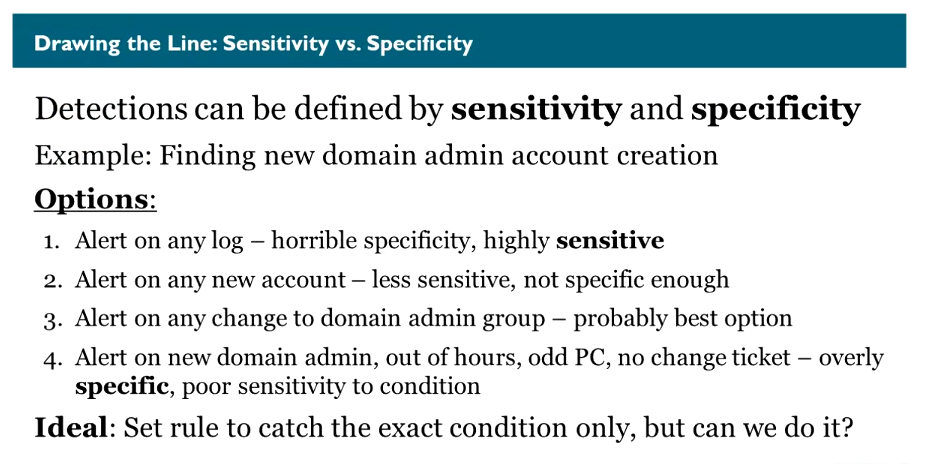 Drawing the Line: Sensitivity vs. Specificity
Detections can be defined by sensitivity and specificity
Example: Finding new domain admin account creation
Options:
1. Alert on any log – horrible specificity, highly sensitive
2. Alert on any new account – less sensitive, not specific enough
3. Alert on any change to domain admin group – probably best option
4. Alert on new domain admin, out of hours, odd PC, no change ticket – overly
specific, poor sensitivity to condition
Ideal: Set rule to catch the exact condition only, but can we do it?